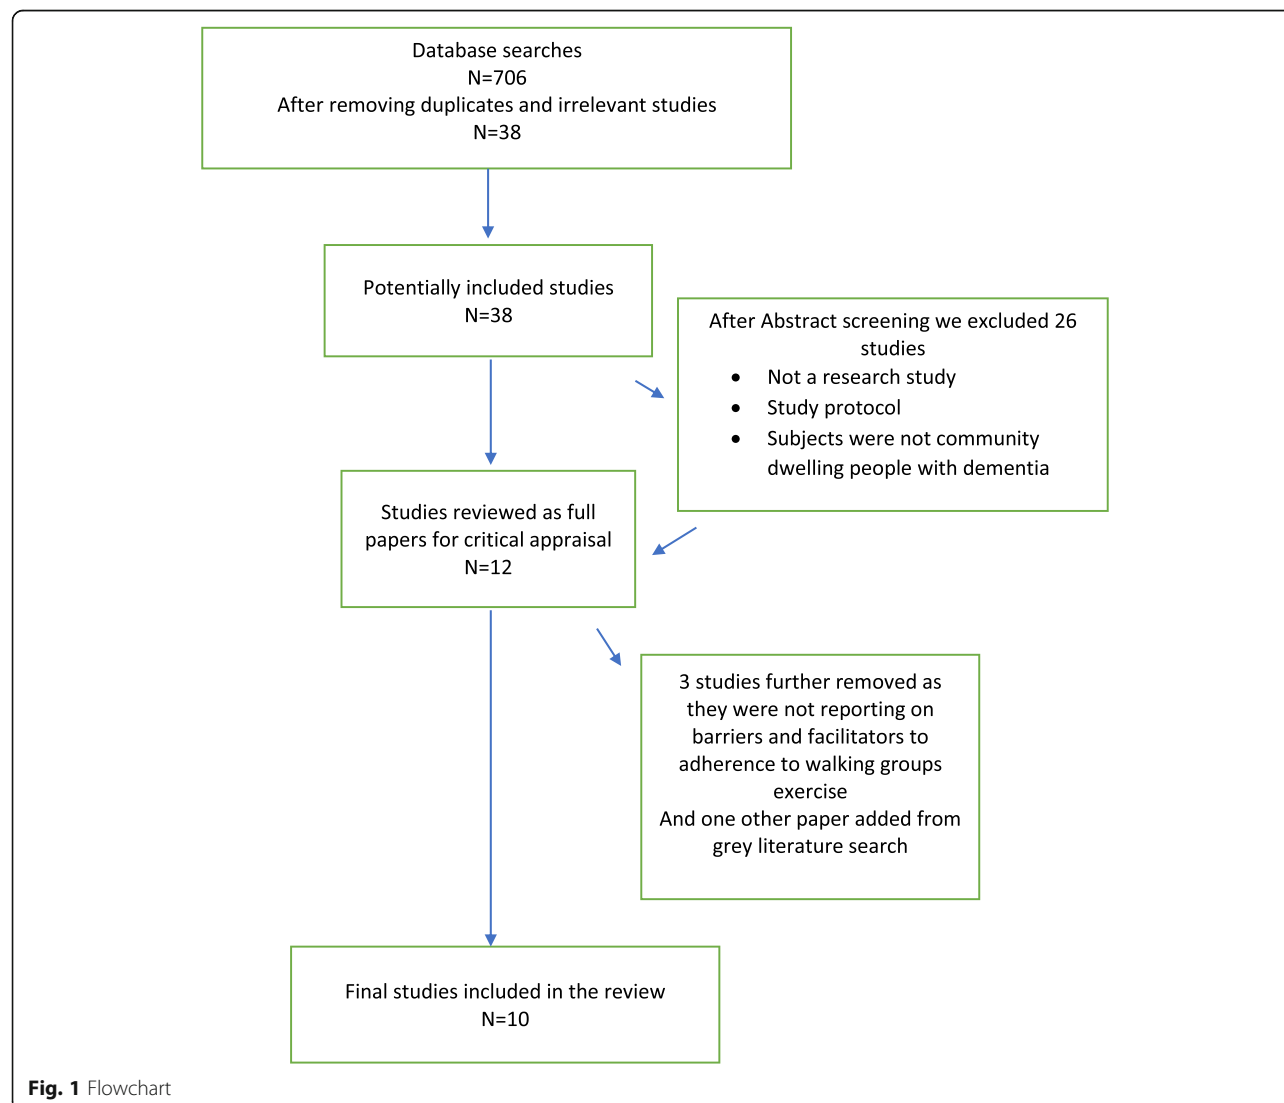 Database searches
N=706
After removing duplicates and irrelevant studies
N=38
Potentially included studies
N=38
After Abstract screening we excluded 26
studies
• Not a research study
• Study protocol
• Subjects were not community
dwelling people with dementia
Studies reviewed as full
papers for critical appraisal
N=12
3 studies further removed as
they were not reporting on
barriers and facilitators to
adherence to walking groups
exercise
And one other paper added from
grey literature search
Final studies included in the review
N=10
Fig. 1 Flowchart